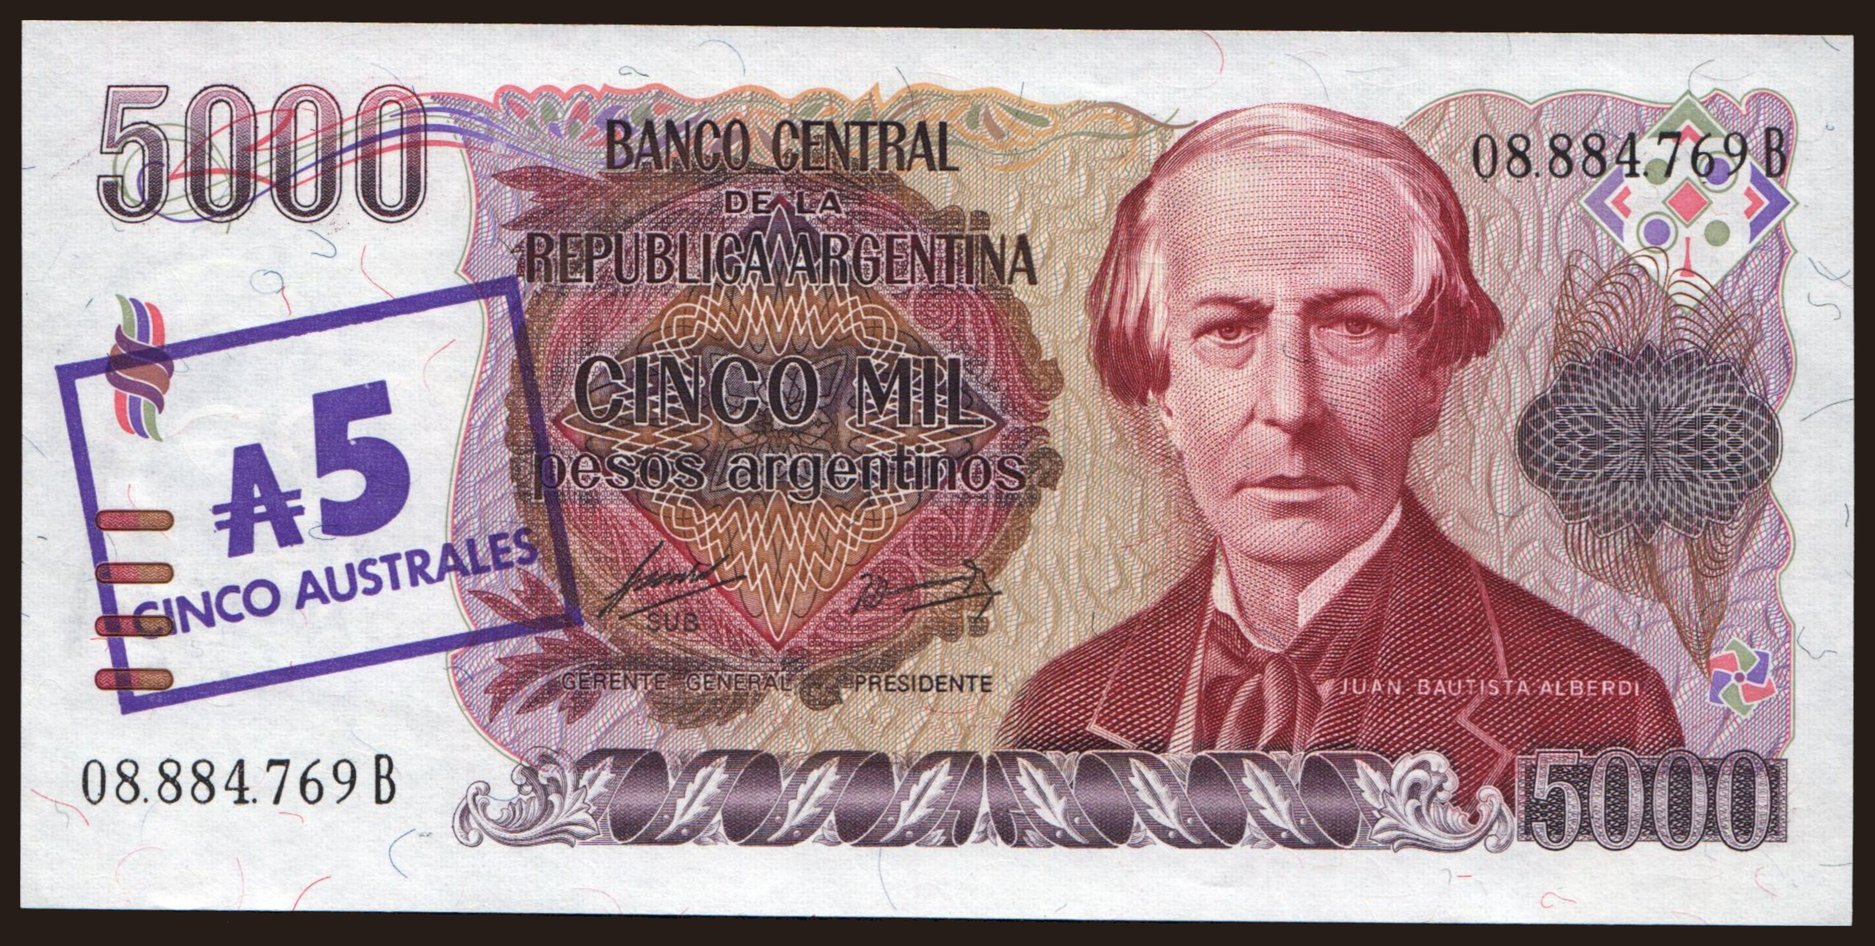 5000
BANCO CENTRAL
DE LA
REPUBLICA ARGENTINA
08.884.769 B
CINCO MIL
pesos argentinos
₳5
CINCO AUSTRALES
SUB
GERENTE GENERAL
PRESIDENTE
JUAN BAUTISTA ALBERDI
08.884.769 B
5000